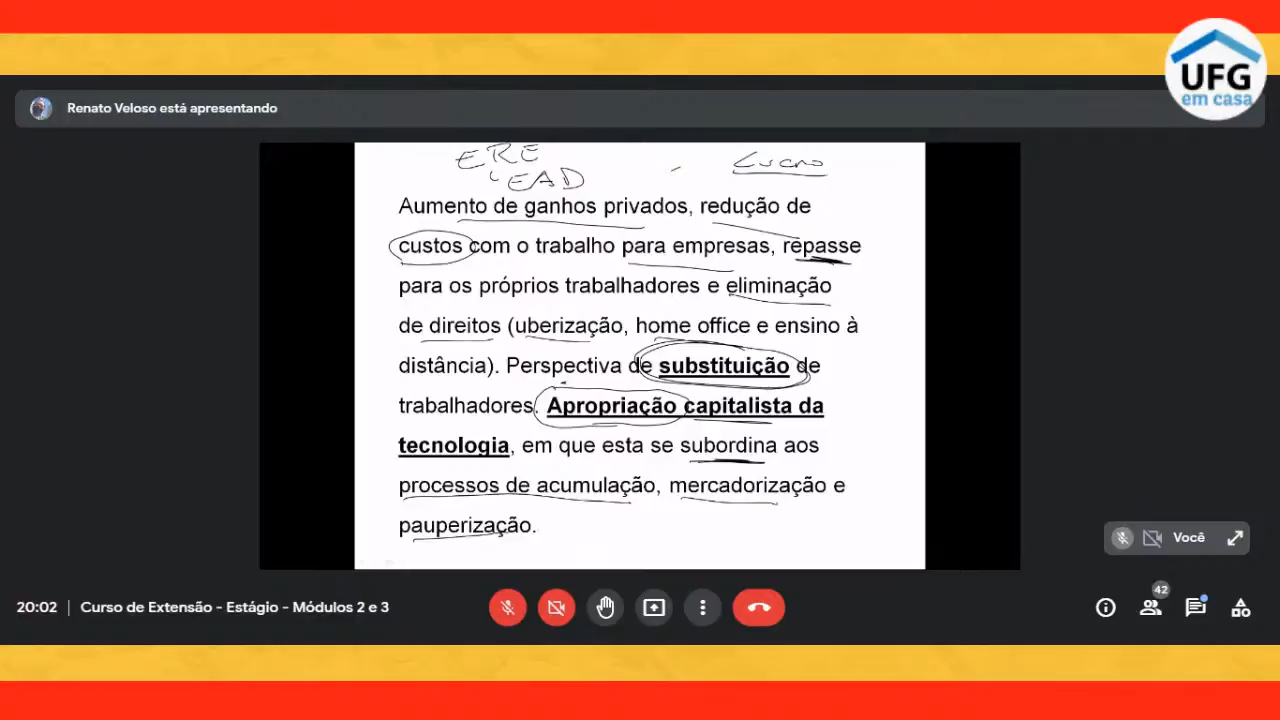 UFG
em casa
Renato Veloso está apresentando
ERE
EAD
Lucro
Aumento de ganhos privados, redução de
custos com o trabalho para empresas, repasse
para os próprios trabalhadores e eliminação
de direitos (uberização, home office e ensino à
distância). Perspectiva de substituição de
trabalhadores. Apropriação capitalista da
tecnologia, em que esta se subordina aos
processos de acumulação, mercadorização e
pauperização.
Você
20:02 | Curso de Extensão - Estágio - Módulos 2 e 3
42